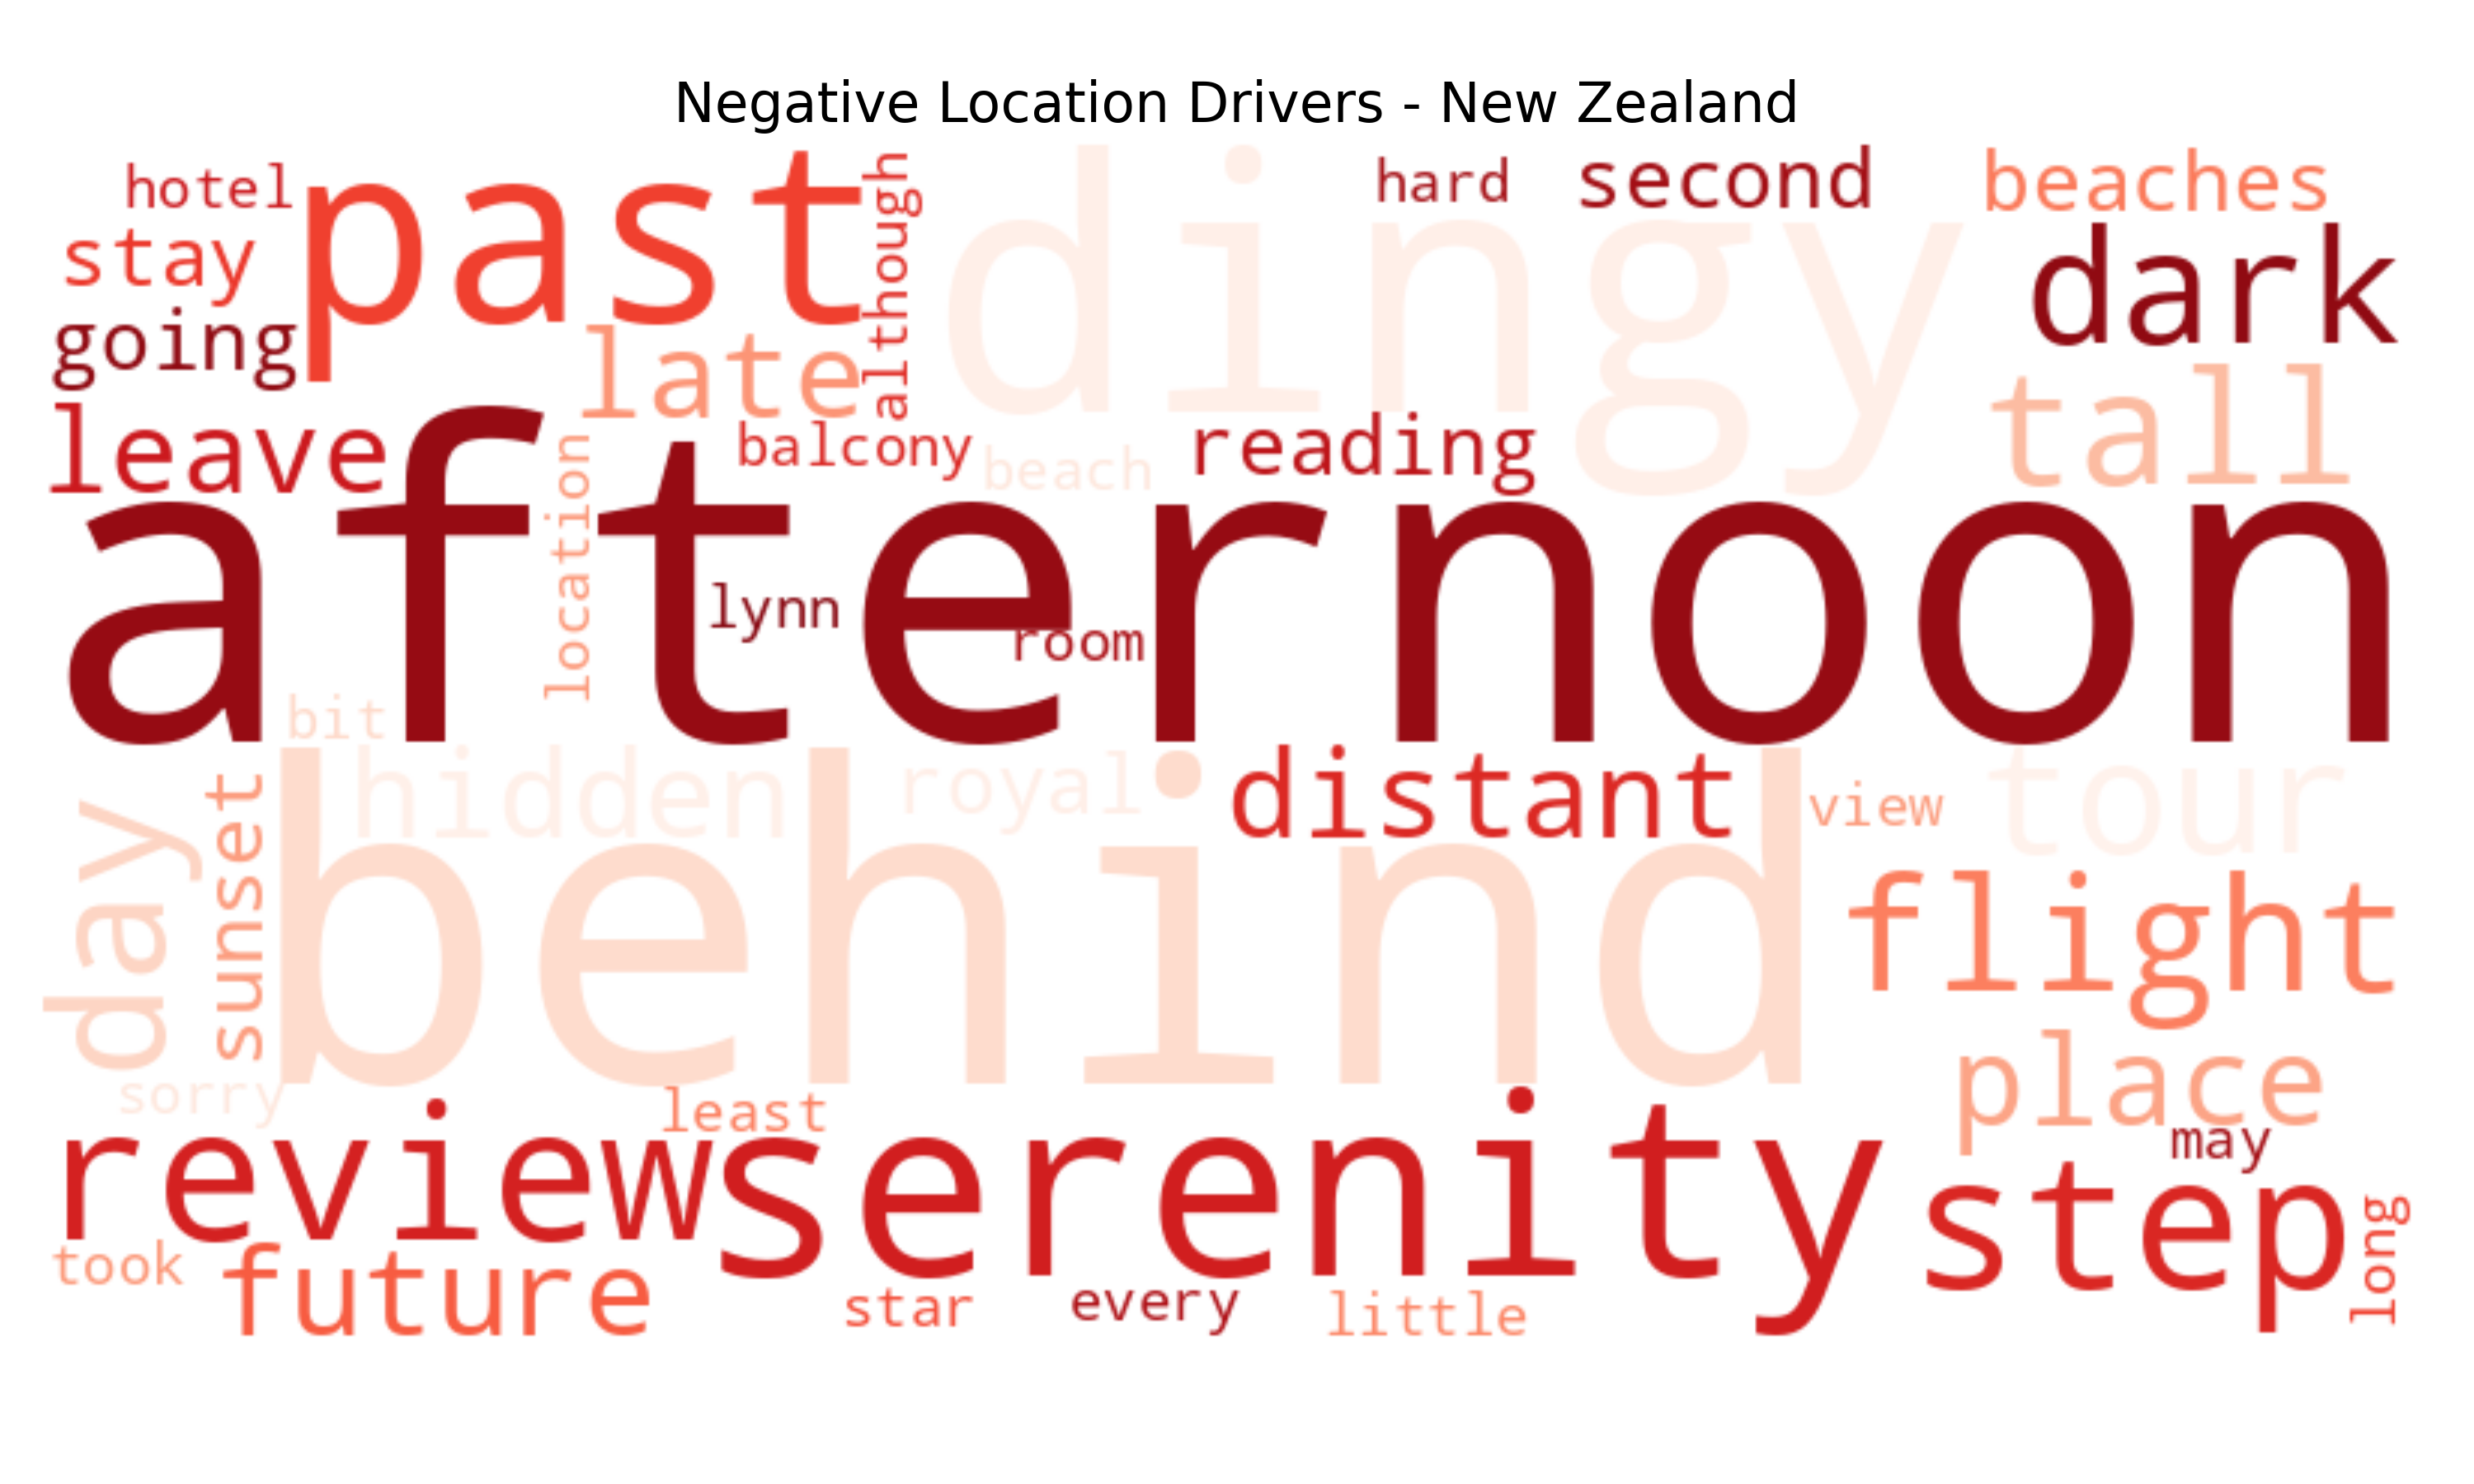 Negative Location Drivers - New Zealand
hotel
past
although
dingy
hard
second
beaches
stay
dark
going
late
tall
leave
balcony
beach
reading
afternoon
location
lynn
room
bit
hidden
royal
distant
view
tour
day
sunset
behind
flight
place
sorry
least
may
review
serenity
step
long
took
future
star
every
little